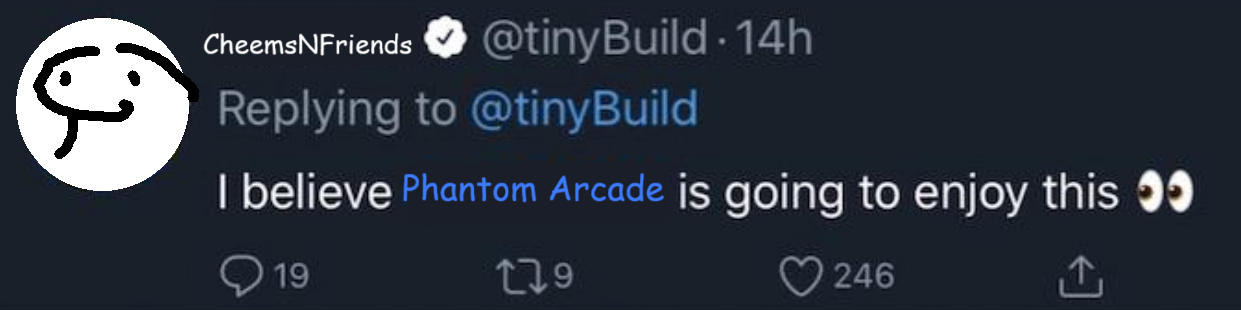 CheemsNFriends @tinyBuild · 14h
Replying to @tinyBuild
I believe Phantom Arcade is going to enjoy this 👀
19 9 246